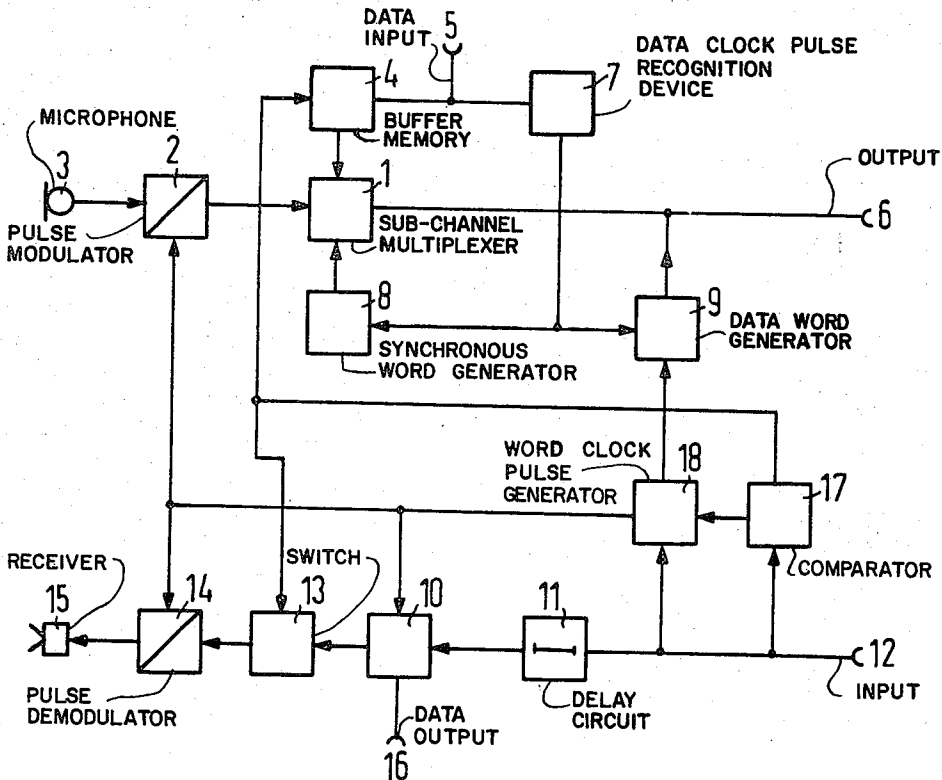 DATA
INPUT
5
DATA CLOCK PULSE
RECOGNITION
DEVICE
4
7
BUFFER
MEMORY
MICROPHONE
3
2
1
OUTPUT
6
PULSE
MODULATOR
SUB-CHANNEL
MULTIPLEXER
8
9
SYNCHRONOUS
WORD GENERATOR
DATA WORD
GENERATOR
WORD CLOCK
PULSE
GENERATOR
18
17
COMPARATOR
RECEIVER
15
14
SWITCH
13
10
11
12
INPUT
PULSE
DEMODULATOR
DATA
OUTPUT
16
DELAY
CIRCUIT